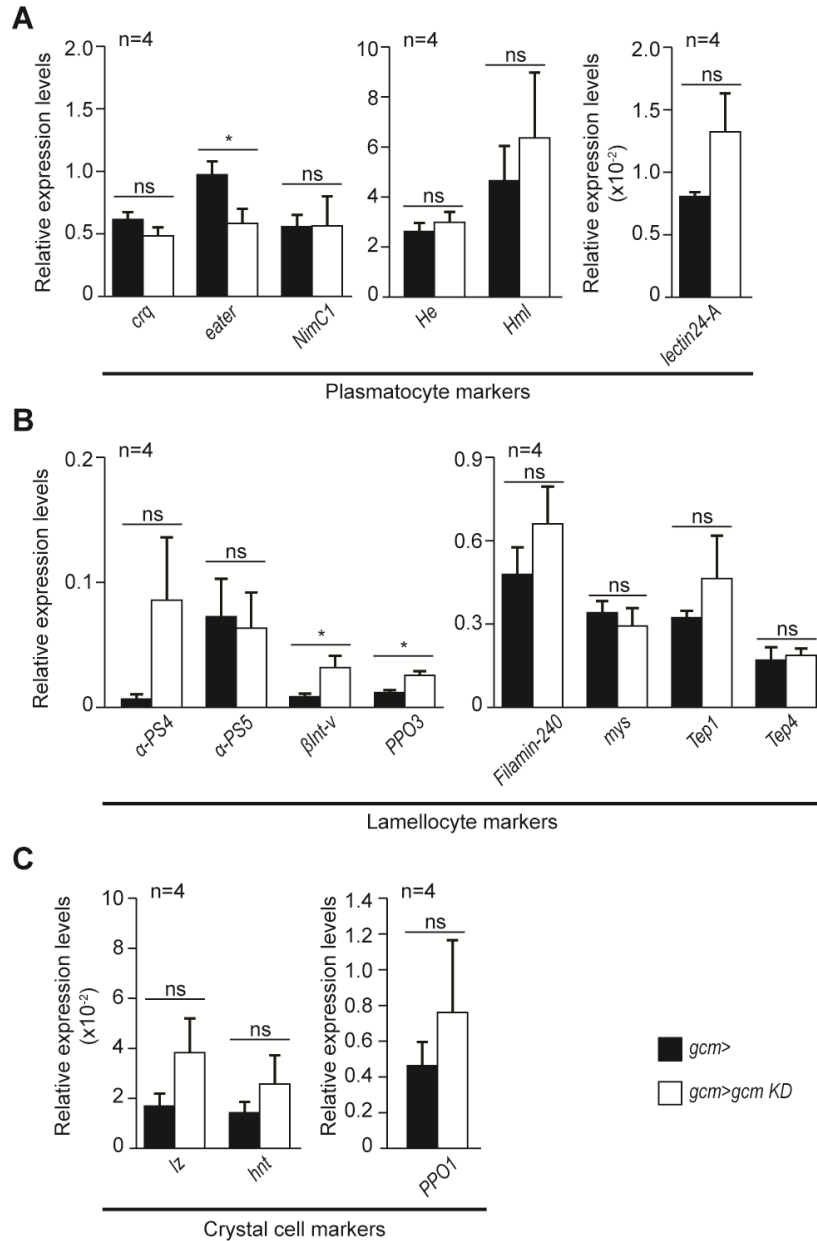 A
n=4
2.0
1.5
1.0
0.5
0
Relative expression levels
ns
*
ns
crq
eater
NimC1
n=4
10
8
6
4
2
0
ns
ns
He
Hml
n=4
2.0
1.5
1.0
0.5
0
Relative expression levels
(x10⁻²)
ns
lectin24-A
Plasmatocyte markers
B
n=4
0.2
0.1
0
Relative expression levels
ns
ns
*
*
α-PS4
α-PS5
βInt-v
PPO3
n=4
0.9
0.6
0.3
0
ns
ns
ns
ns
Filamin-240
mys
Tep1
Tep4
Lamellocyte markers
C
n=4
10
8
6
4
2
0
Relative expression levels
(x10⁻²)
ns
ns
lz
hnt
n=4
1.4
1.2
1.0
0.8
0.6
0.4
0.2
0
Relative expression levels
ns
PPO1
Crystal cell markers
gcm>
gcm>gcm KD